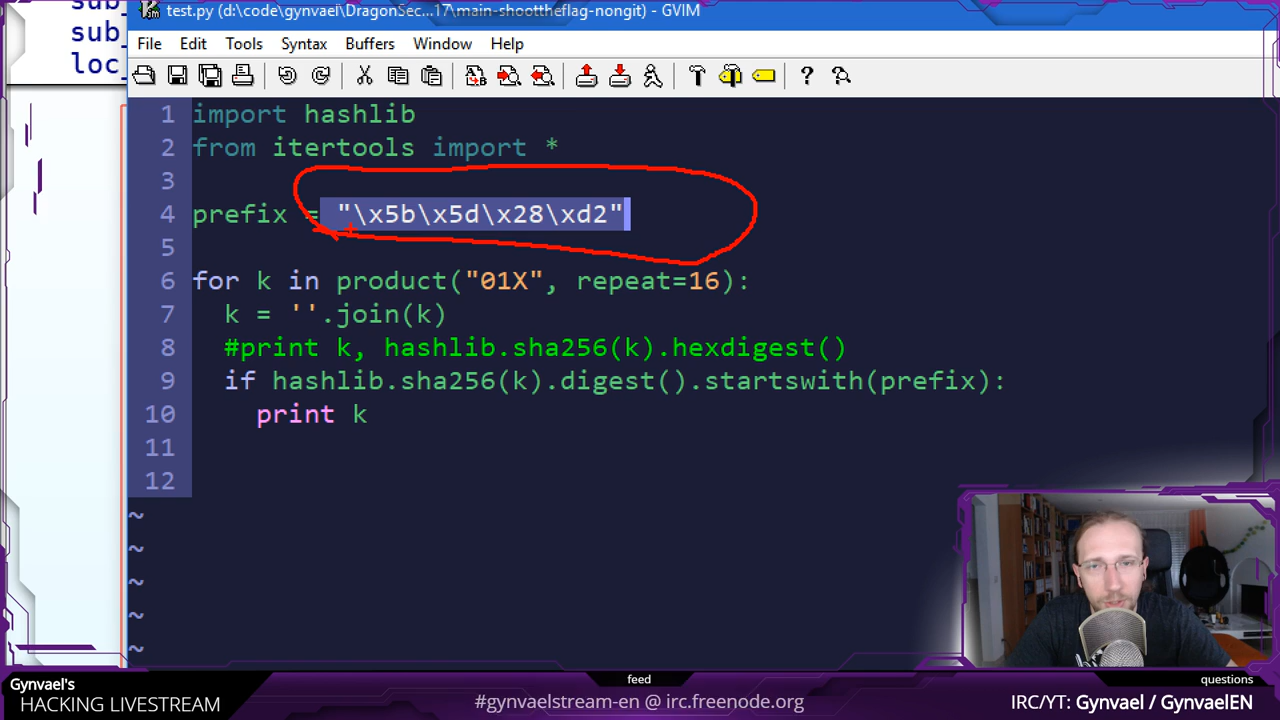 sub_
sub_
loc_
test.py (d:\code\gynvael\DragonSec...17\main-shoottheflag-nongit) - GVIM
File Edit Tools Syntax Buffers Window Help
1 import hashlib
2 from itertools import *
3
4 prefix = "\x5b\x5d\x28\xd2"
5
6 for k in product("01X", repeat=16):
7 k = ''.join(k)
8 #print k, hashlib.sha256(k).hexdigest()
9 if hashlib.sha256(k).digest().startswith(prefix):
10 print k
11
12
~
~
~
~
~
Gynvael's
HACKING LIVESTREAM
feed
#gynvaelstream-en @ irc.freenode.org
questions
IRC/YT: Gynvael / GynvaelEN